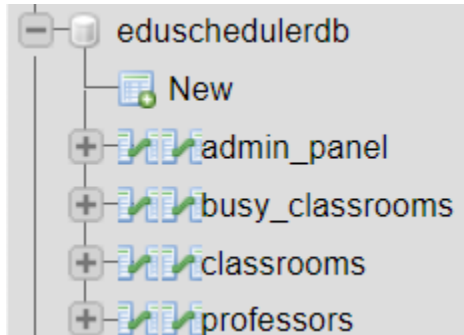 eduschedulerdb
New
admin_panel
busy_classrooms
classrooms
professors